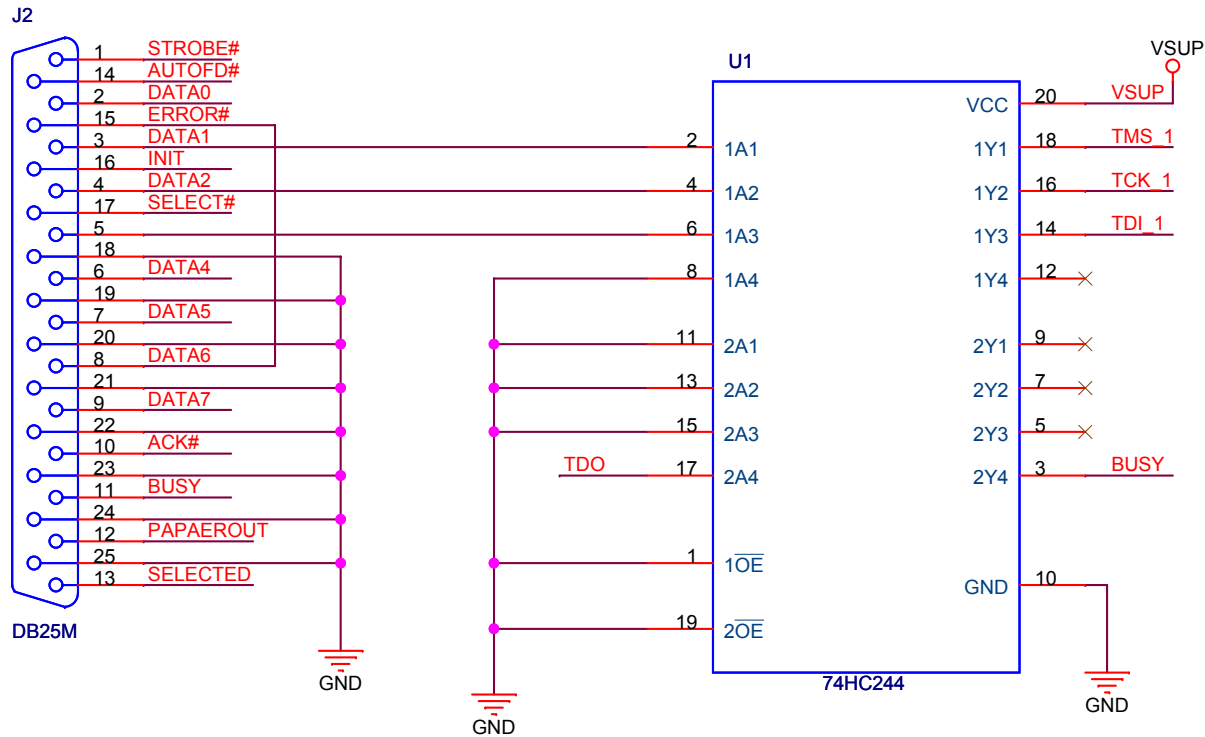 J2
1 STROBE#
14 AUTOFD#
2 DATA0
15 ERROR#
3 DATA1
16 INIT
4 DATA2
17 SELECT#
5
18
6 DATA4
19
7 DATA5
20
8 DATA6
21
9 DATA7
22
10 ACK#
23
11 BUSY
24
12 PAPAEROUT
25
13 SELECTED
DB25M
GND
GND
U1
2 1A1
4 1A2
6 1A3
8 1A4
11 2A1
13 2A2
15 2A3
TDO 17 2A4
1 1OE
19 2OE
VSUP
VCC 20 VSUP
1Y1 18 TMS_1
1Y2 16 TCK_1
1Y3 14 TDI_1
1Y4 12
2Y1 9
2Y2 7
2Y3 5
2Y4 3 BUSY
GND 10
74HC244
GND